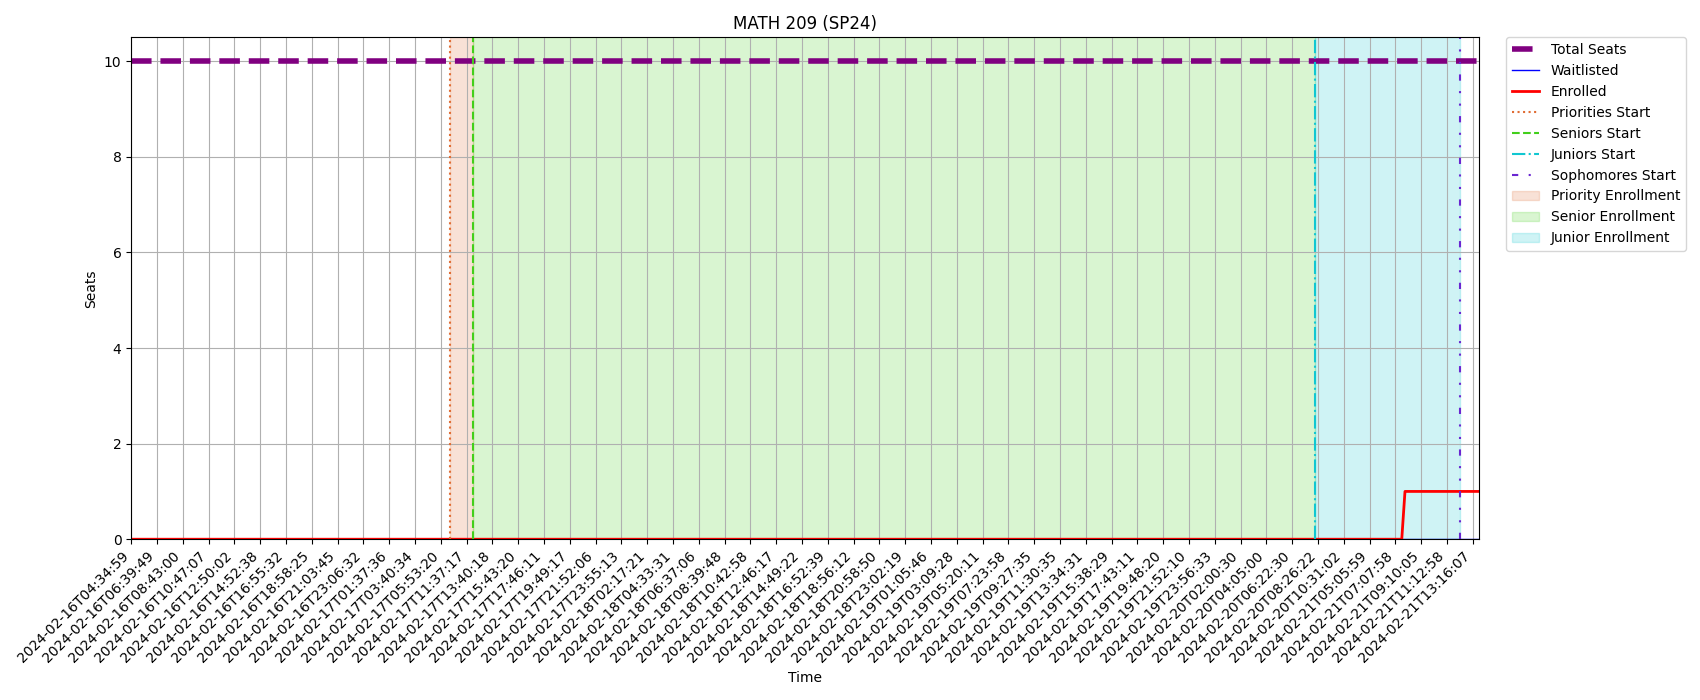 MATH 209 (SP24)
Total Seats
Waitlisted
Enrolled
Priorities Start
Seniors Start
Juniors Start
Sophomores Start
Priority Enrollment
Senior Enrollment
Junior Enrollment
10
8
6
4
2
0
Seats
2024-02-16T04:34:59
2024-02-16T06:39:49
2024-02-16T08:43:00
2024-02-16T10:47:07
2024-02-16T12:50:02
2024-02-16T14:52:38
2024-02-16T16:55:32
2024-02-16T18:58:25
2024-02-16T21:03:45
2024-02-16T23:06:32
2024-02-17T01:37:36
2024-02-17T03:40:34
2024-02-17T05:53:20
2024-02-17T11:37:17
2024-02-17T13:40:18
2024-02-17T15:43:20
2024-02-17T17:46:11
2024-02-17T19:49:17
2024-02-17T21:52:06
2024-02-17T23:55:13
2024-02-18T02:17:21
2024-02-18T04:33:31
2024-02-18T06:37:06
2024-02-18T08:39:48
2024-02-18T10:42:58
2024-02-18T12:46:17
2024-02-18T14:49:22
2024-02-18T16:52:39
2024-02-18T18:56:12
2024-02-18T20:58:50
2024-02-18T23:02:19
2024-02-19T01:05:46
2024-02-19T03:09:28
2024-02-19T05:20:11
2024-02-19T07:23:58
2024-02-19T09:27:35
2024-02-19T11:30:35
2024-02-19T13:34:31
2024-02-19T15:38:29
2024-02-19T17:43:11
2024-02-19T19:48:20
2024-02-19T21:52:10
2024-02-19T23:56:33
2024-02-20T02:00:30
2024-02-20T04:05:00
2024-02-20T06:22:30
2024-02-20T08:26:22
2024-02-20T10:31:02
2024-02-21T05:05:59
2024-02-21T07:07:58
2024-02-21T09:10:05
2024-02-21T11:12:58
2024-02-21T13:16:07
Time